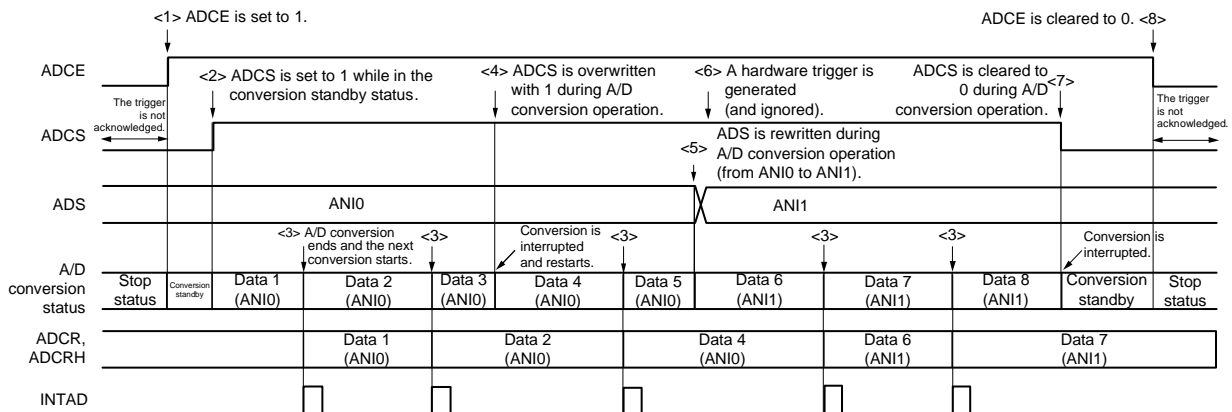 <1> ADCE is set to 1.
ADCE is cleared to 0. <8>
ADCE
<2> ADCS is set to 1 while in the
conversion standby status.
<4> ADCS is overwritten
with 1 during A/D
conversion operation.
<6> A hardware trigger is
generated
(and ignored).
ADCS is cleared to <7>
0 during A/D
conversion operation.
The trigger
is not
acknowledged.
The trigger
is not
acknowledged.
ADCS
<5>
ADS is rewritten during
A/D conversion operation
(from ANI0 to ANI1).
ADS
ANI0
ANI1
<3> A/D conversion
ends and the next
conversion starts.
<3>
Conversion is
interrupted
and restarts.
<3>
<3>
<3>
Conversion is
interrupted.
A/D
conversion
status
Stop
status
Conversion
standby
Data 1
(ANI0)
Data 2
(ANI0)
Data 3
(ANI0)
Data 4
(ANI0)
Data 5
(ANI0)
Data 6
(ANI1)
Data 7
(ANI1)
Data 8
(ANI1)
Conversion
standby
Stop
status
ADCR,
ADCRH
Data 1
(ANI0)
Data 2
(ANI0)
Data 4
(ANI0)
Data 6
(ANI1)
Data 7
(ANI1)
INTAD